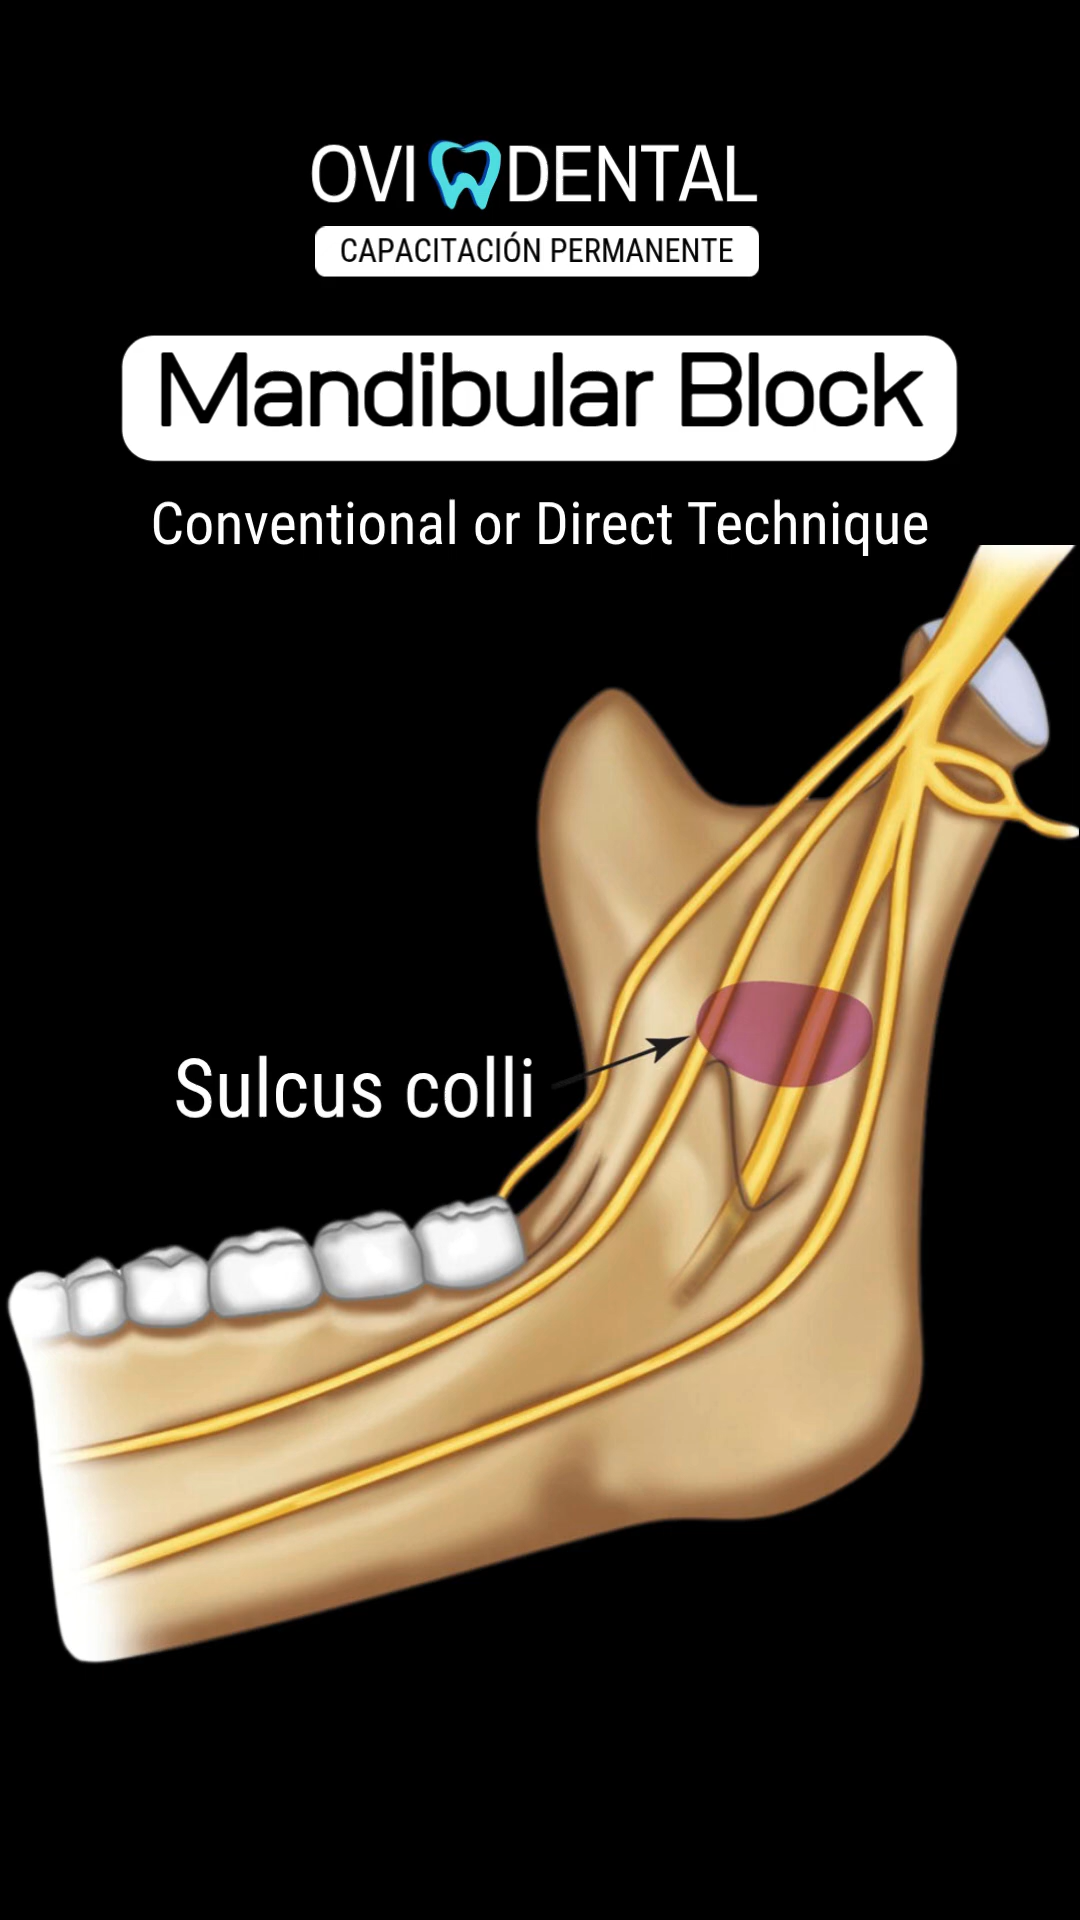 OVI DENTAL
CAPACITACIÓN PERMANENTE
Mandibular Block
Conventional or Direct Technique
Sulcus colli